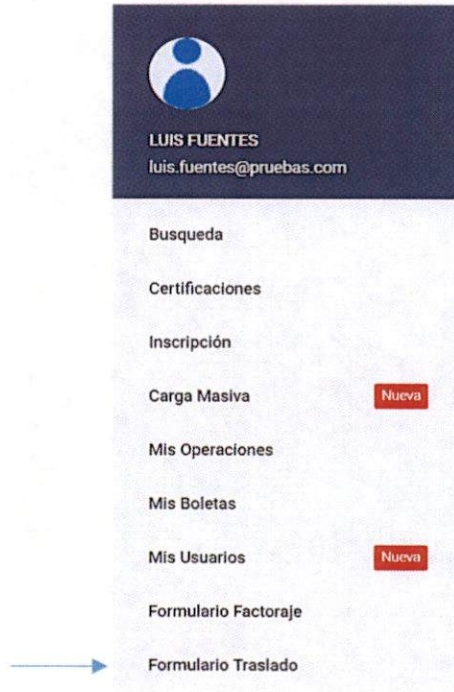 LUIS FUENTES
luis.fuentes@pruebas.com
Busqueda
Certificaciones
Inscripción
Carga Masiva Nueva
Mis Operaciones
Mis Boletas
Mis Usuarios Nueva
Formulario Factoraje
Formulario Traslado